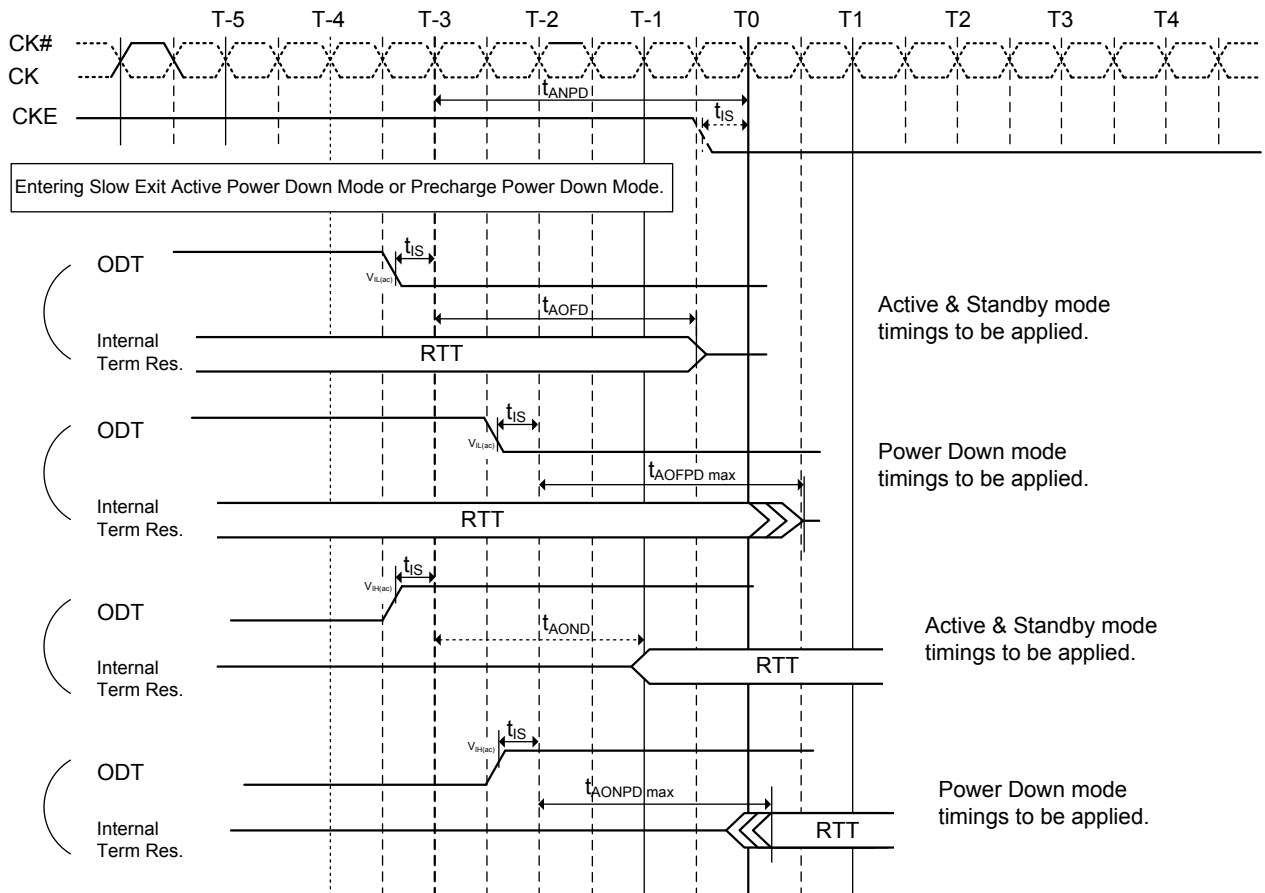 T-5 T-4 T-3 T-2 T-1 T0 T1 T2 T3 T4
CK#
CK
tANPD
CKE
tIS
Entering Slow Exit Active Power Down Mode or Precharge Power Down Mode.
ODT
tIS
VIL(ac)
tAOFD
Internal
Term Res.
RTT
Active & Standby mode
timings to be applied.
ODT
tIS
VIL(ac)
tAOFPD max
Internal
Term Res.
RTT
Power Down mode
timings to be applied.
ODT
tIS
VIH(ac)
tAOND
Internal
Term Res.
RTT
Active & Standby mode
timings to be applied.
ODT
tIS
VIH(ac)
tAONPD max
Internal
Term Res.
RTT
Power Down mode
timings to be applied.